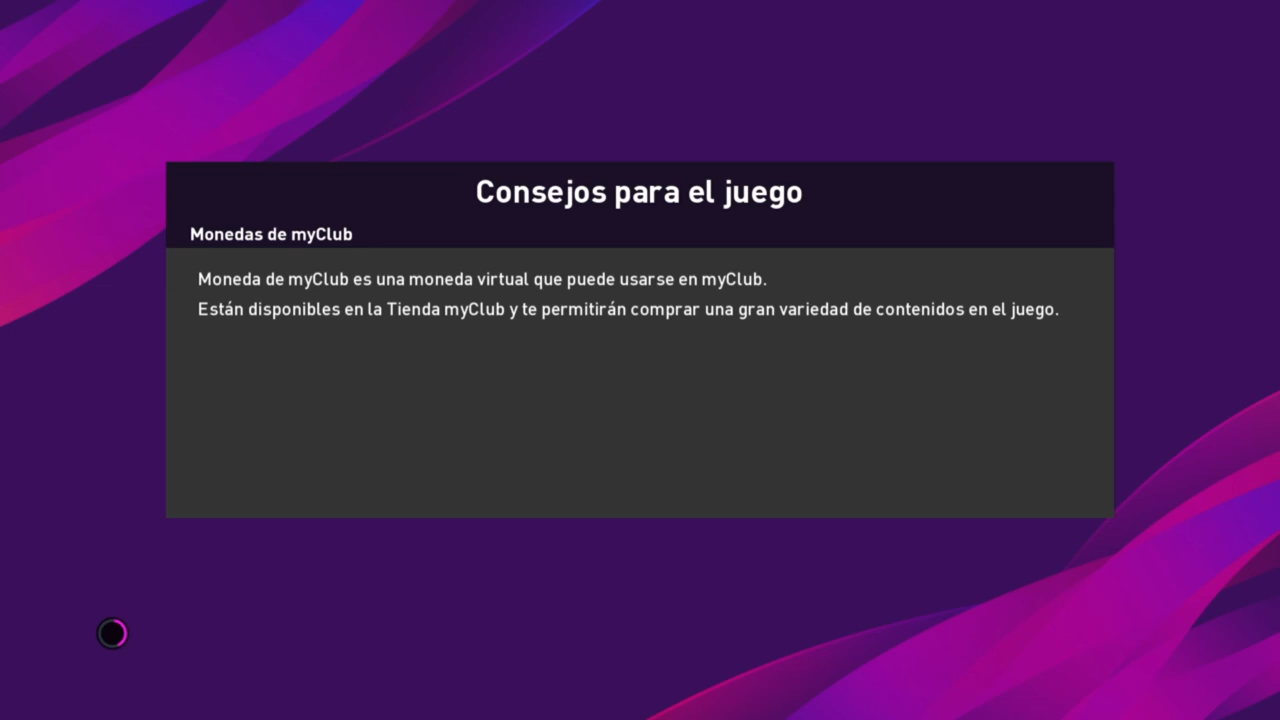 Consejos para el juego
Monedas de myClub
Moneda de myClub es una moneda virtual que puede usarse en myClub.
Están disponibles en la Tienda myClub y te permitirán comprar una gran variedad de contenidos en el juego.